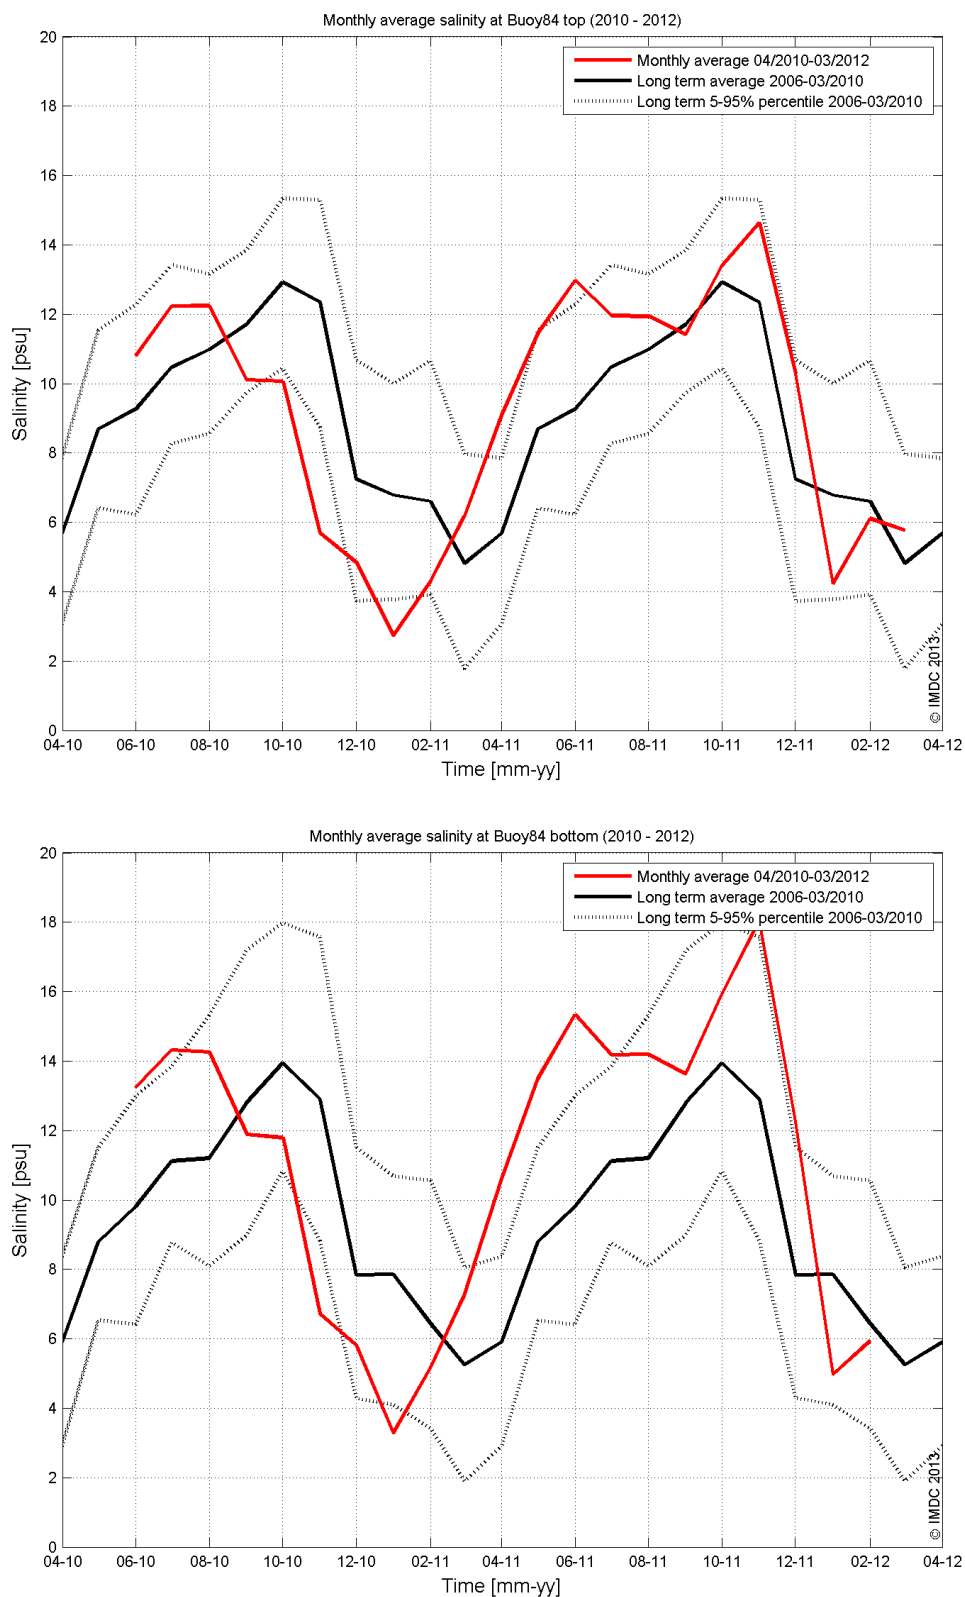 Monthly average salinity at Buoy84 top (2010 - 2012)
20
18
16
14
12
10
8
6
4
2
0
Salinity [psu]
Monthly average 04/2010-03/2012
Long term average 2006-03/2010
Long term 5-95% percentile 2006-03/2010
© IMDC 2013
04-10 06-10 08-10 10-10 12-10 02-11 04-11 06-11 08-11 10-11 12-11 02-12 04-12
Time [mm-yy]
Monthly average salinity at Buoy84 bottom (2010 - 2012)
20
18
16
14
12
10
8
6
4
2
0
Salinity [psu]
Monthly average 04/2010-03/2012
Long term average 2006-03/2010
Long term 5-95% percentile 2006-03/2010
© IMDC 2013
04-10 06-10 08-10 10-10 12-10 02-11 04-11 06-11 08-11 10-11 12-11 02-12 04-12
Time [mm-yy]